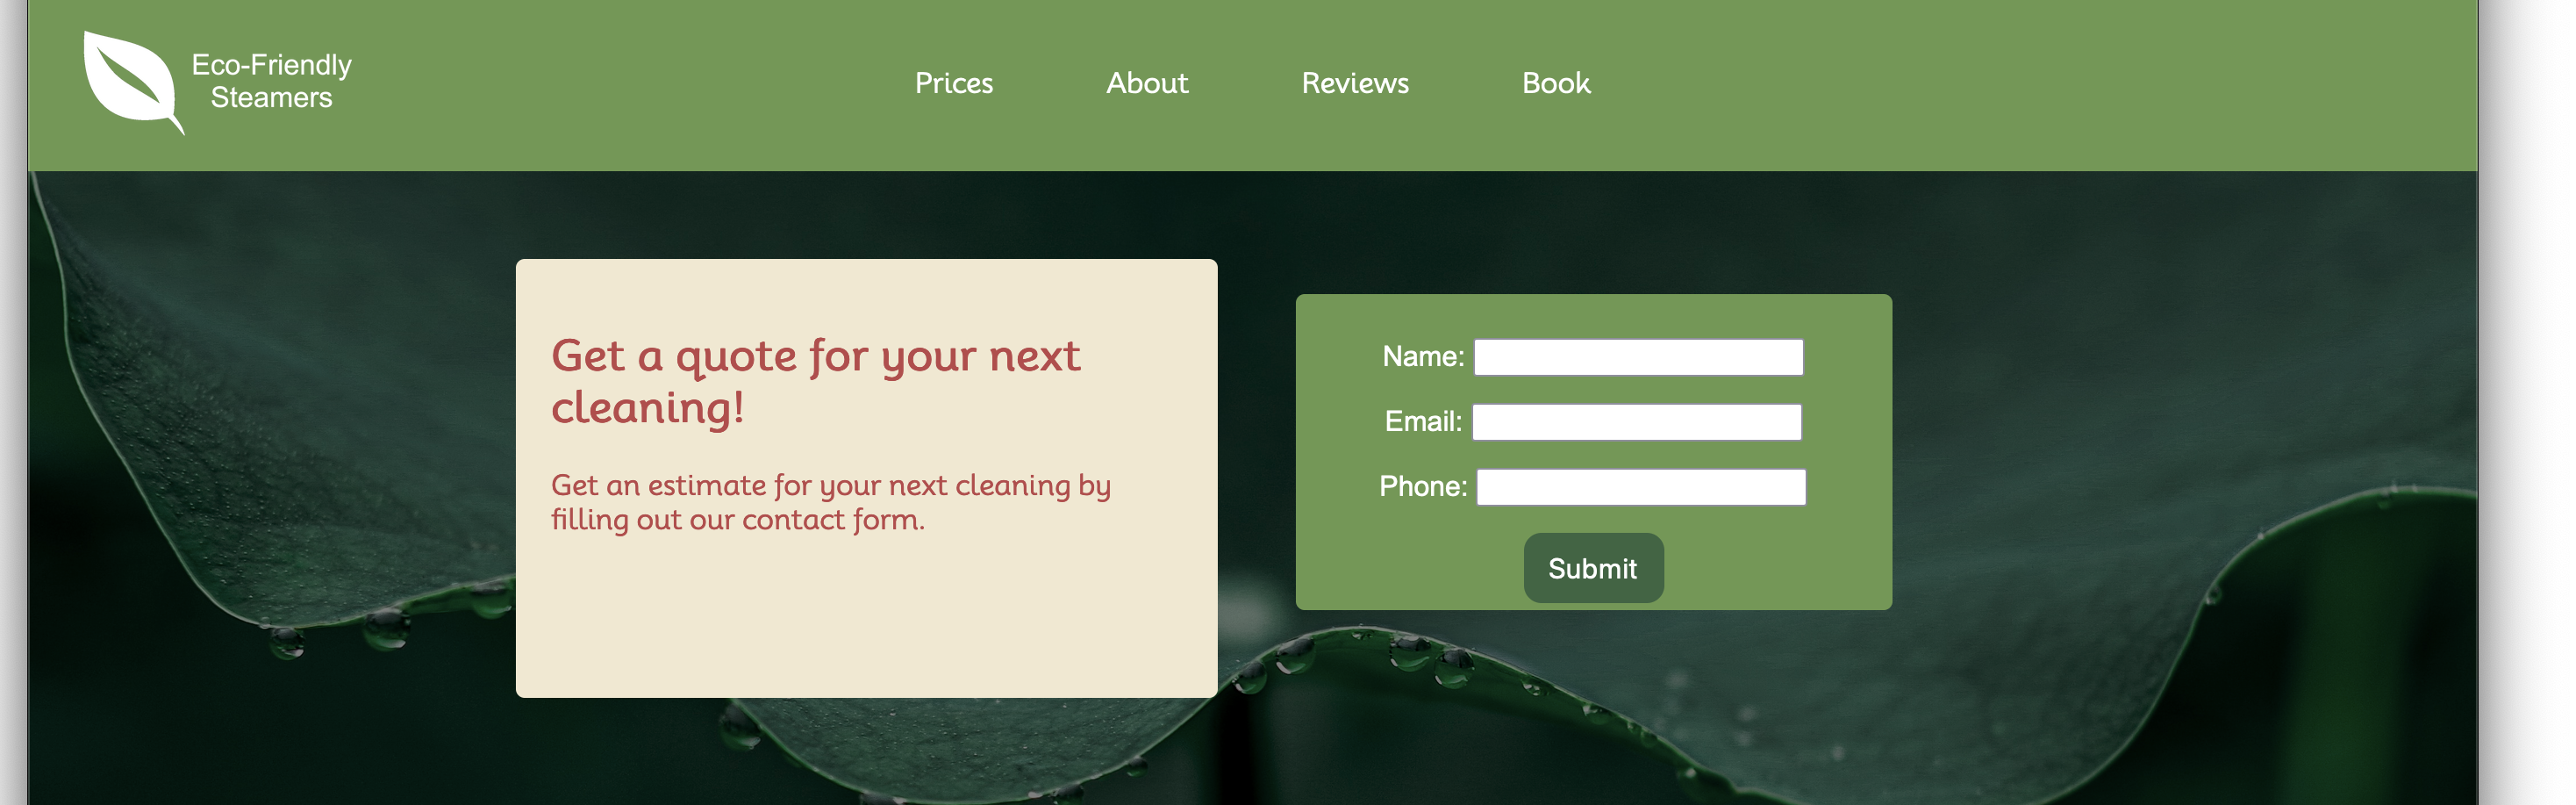 Eco-Friendly
Steamers
Prices
About
Reviews
Book
Get a quote for your next
cleaning!
Get an estimate for your next cleaning by
filling out our contact form.
Name:
Email:
Phone:
Submit